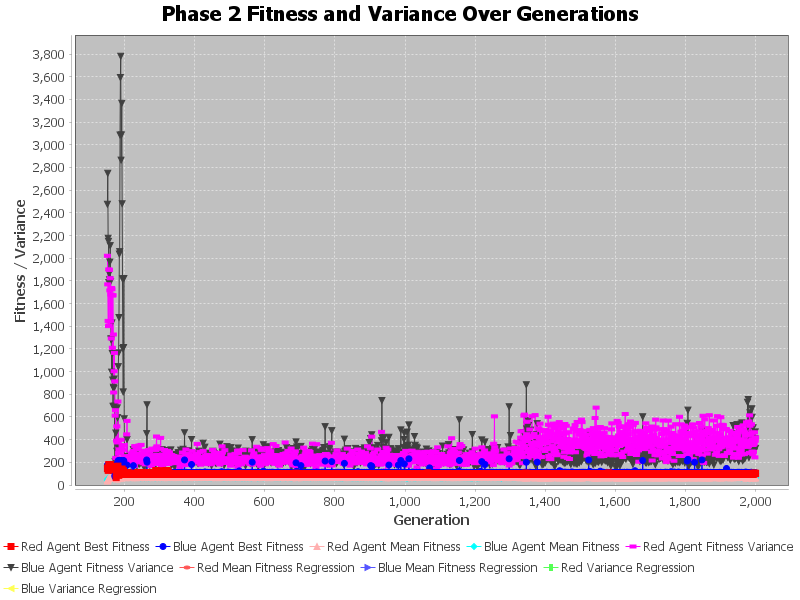 Phase 2 Fitness and Variance Over Generations
Fitness / Variance
3,800
3,600
3,400
3,200
3,000
2,800
2,600
2,400
2,200
2,000
1,800
1,600
1,400
1,200
1,000
800
600
400
200
0
200 400 600 800 1,000 1,200 1,400 1,600 1,800 2,000
Generation
Red Agent Best Fitness Blue Agent Best Fitness Red Agent Mean Fitness Blue Agent Mean Fitness Red Agent Fitness Variance
Blue Agent Fitness Variance Red Mean Fitness Regression Blue Mean Fitness Regression Red Variance Regression
Blue Variance Regression